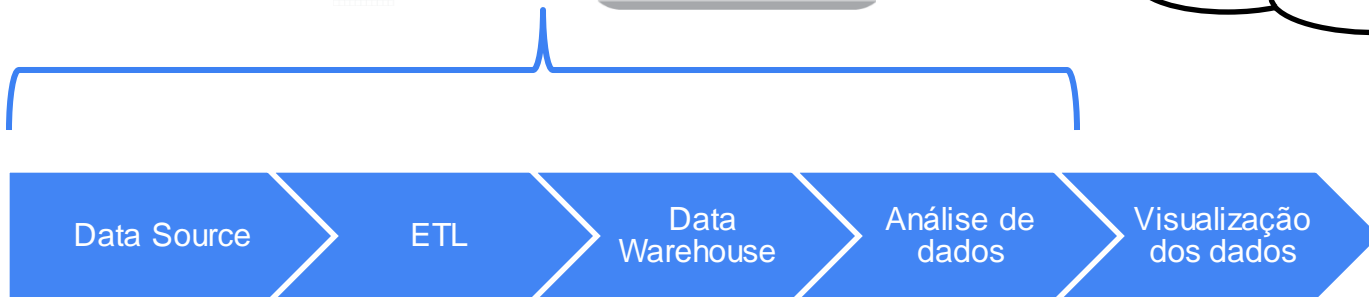 Data Source
ETL
Data
Warehouse
Análise de
dados
Visualização
dos dados